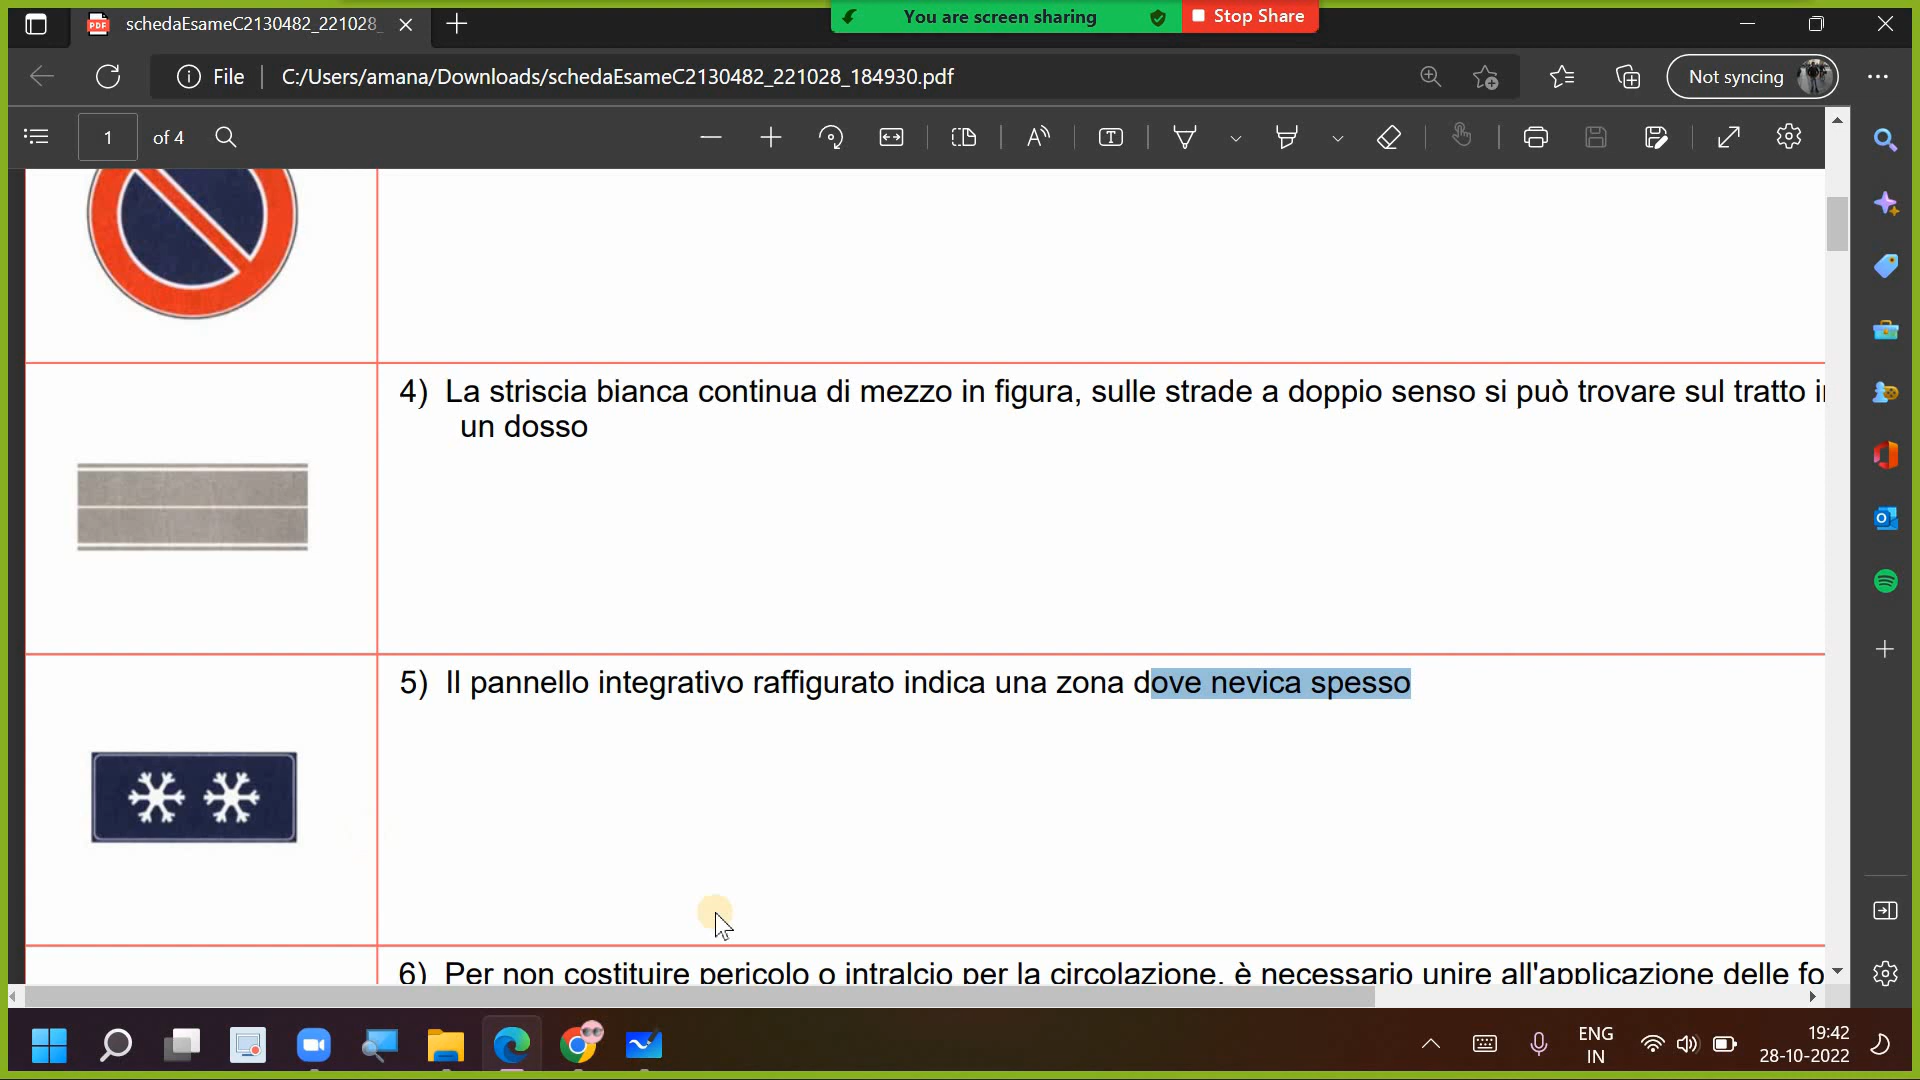 schedaEsameC2130482_221028_
You are screen sharing
Stop Share
File
C:/Users/amana/Downloads/schedaEsameC2130482_221028_184930.pdf
Not syncing
1 of 4
4) La striscia bianca continua di mezzo in figura, sulle strade a doppio senso si può trovare sul tratto
un dosso
5) Il pannello integrativo raffigurato indica una zona dove nevica spesso
6) Per non costituire pericolo o intralcio per la circolazione, è necessario unire all'applicazione delle
ENG
IN
19:42
28-10-2022